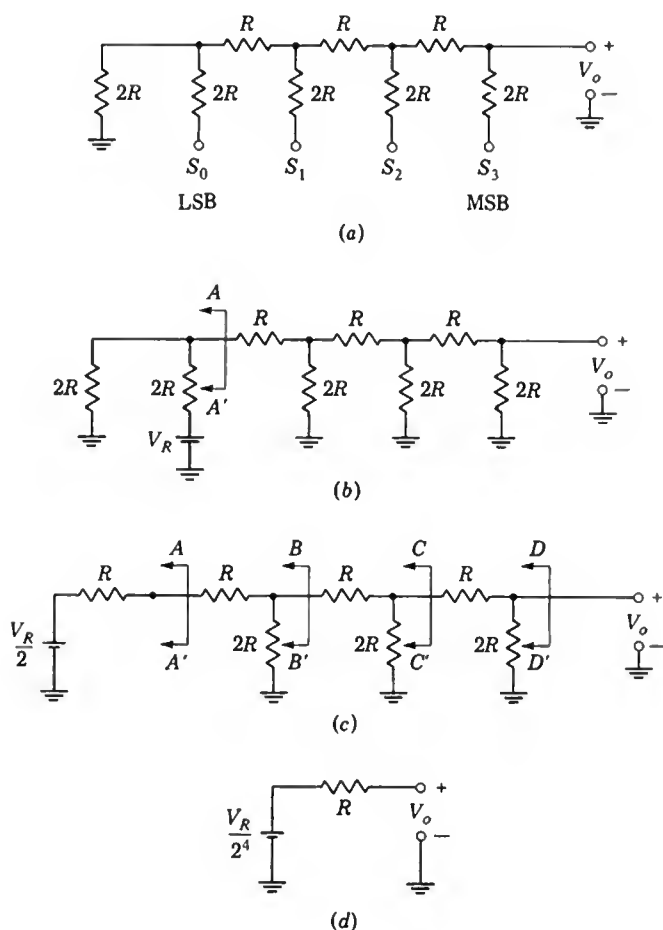 R R R
+
2R 2R 2R 2R 2R V_o
−
S_0 S_1 S_2 S_3
LSB MSB
(a)
A R R R
+
2R 2R 2R 2R 2R V_o
A' −
V_R
(b)
A B C D
R R R R
+
V_R/2 2R 2R 2R V_o
A' B' C' D' −
(c)
+
R
V_R/2^4 V_o
−
(d)